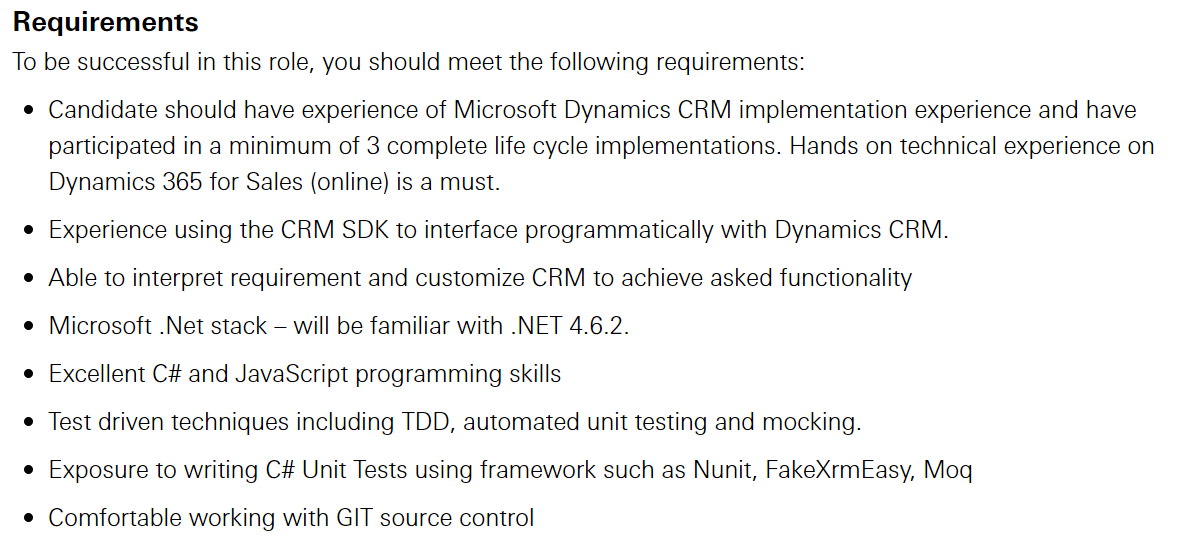 Requirements
To be successful in this role, you should meet the following requirements:
• Candidate should have experience of Microsoft Dynamics CRM implementation experience and have
participated in a minimum of 3 complete life cycle implementations. Hands on technical experience on
Dynamics 365 for Sales (online) is a must.
• Experience using the CRM SDK to interface programmatically with Dynamics CRM.
• Able to interpret requirement and customize CRM to achieve asked functionality
• Microsoft .Net stack – will be familiar with .NET 4.6.2.
• Excellent C# and JavaScript programming skills
• Test driven techniques including TDD, automated unit testing and mocking.
• Exposure to writing C# Unit Tests using framework such as Nunit, FakeXrmEasy, Moq
• Comfortable working with GIT source control